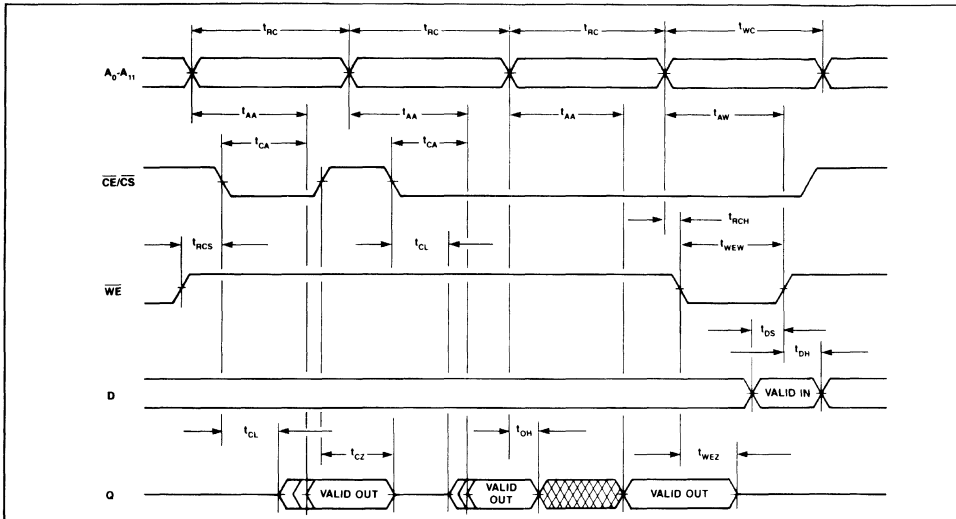 tRC tRC tRC tWC
A0-A11
tAA tAA tAA tAW
tCA tCA
CE/CS
tRCH
tRCS tCL tWEW
WE
tDS
tDH
D VALID IN
tCL tCZ tOH tWEZ
Q VALID OUT VALID OUT VALID OUT